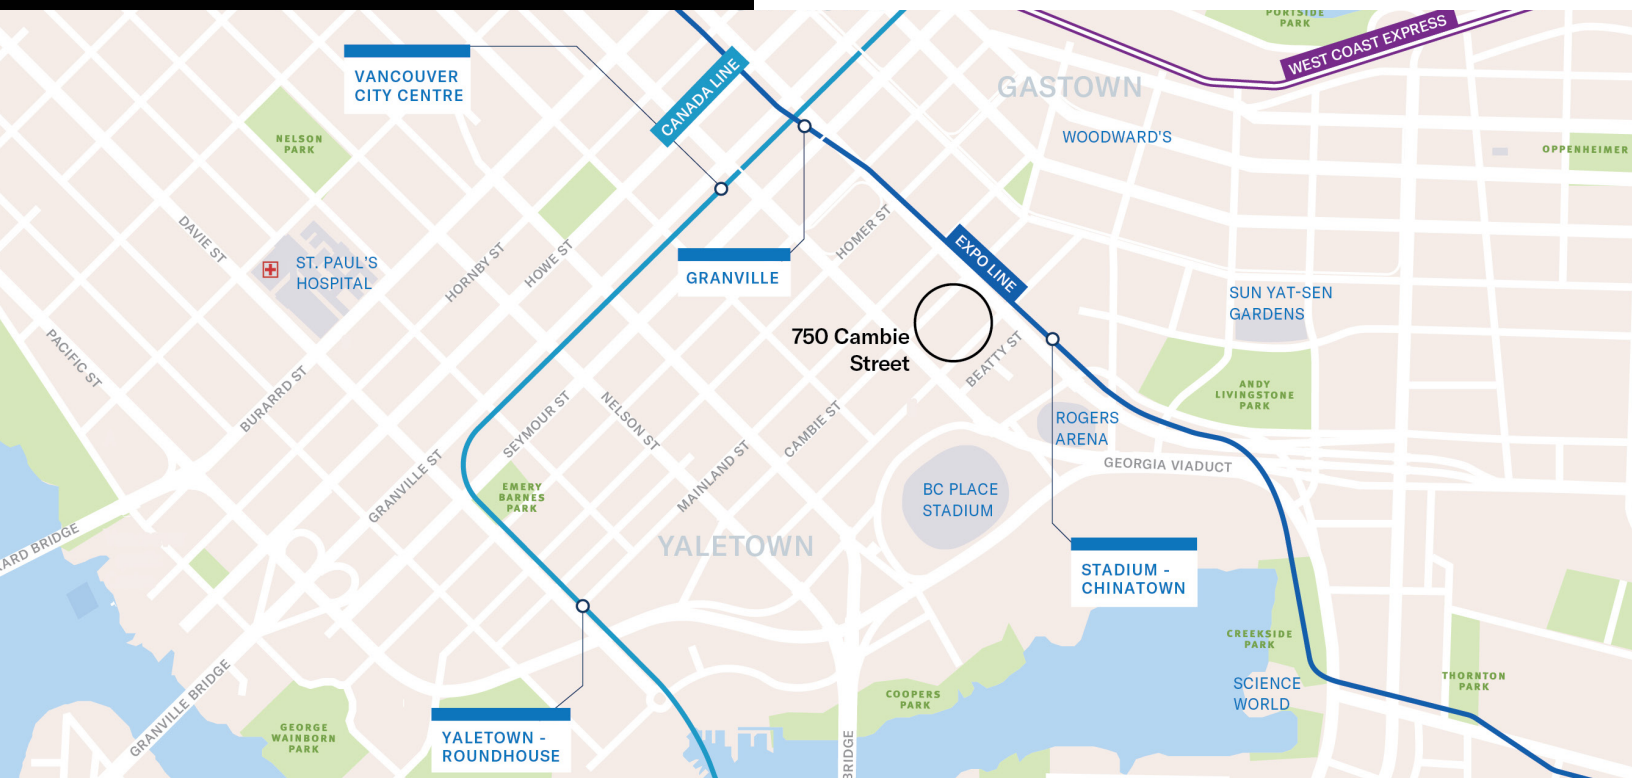 PORTSIDE
PARK
WEST COAST EXPRESS
VANCOUVER
CITY CENTRE
CANADA LINE
GASTOWN
WOODWARD'S
NELSON
PARK
OPPENHEIMER
DAVIE ST
HOMER ST
ST. PAUL'S
HOSPITAL
HORNBY ST
HOWE ST
GRANVILLE
EXPO LINE
SUN YAT-SEN
GARDENS
750 Cambie
Street
BEATTY ST
PACIFIC ST
BURARRD ST
ANDY
LIVINGSTONE
PARK
SEYMOUR ST
NELSON ST
CAMBIE ST
ROGERS
ARENA
MAINLAND ST
GEORGIA VIADUCT
GRANVILLE ST
EMERY
BARNES
PARK
BC PLACE
STADIUM
YALETOWN
ARD BRIDGE
STADIUM -
CHINATOWN
CREEKSIDE
PARK
SCIENCE
WORLD
THORNTON
PARK
COOPERS
PARK
GRANVILLE BRIDGE
GEORGE
WAINBORN
PARK
YALETOWN -
ROUNDHOUSE
BRIDGE